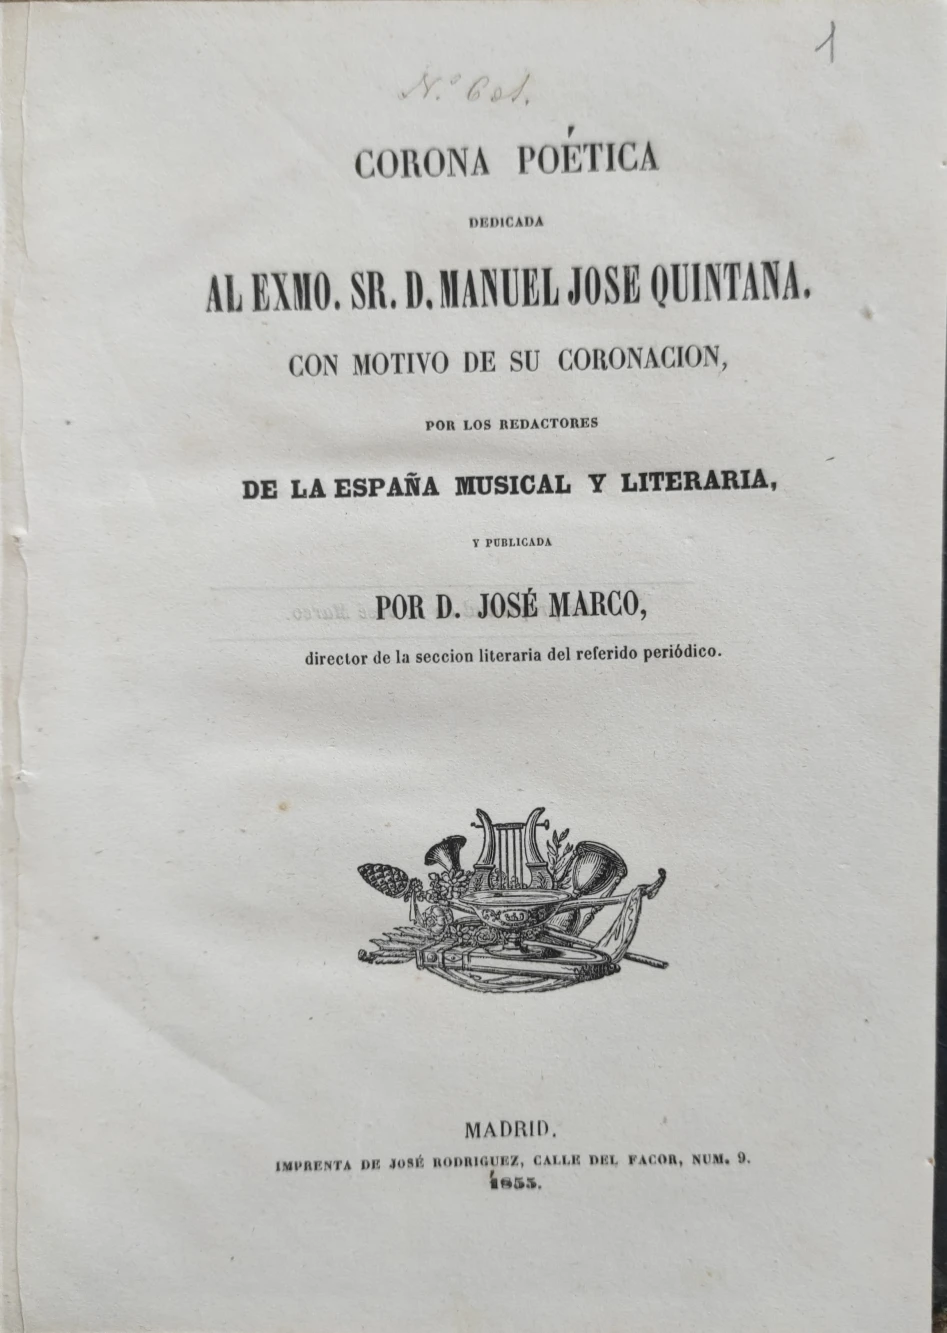 1
N.º 601.
CORONA POÉTICA
DEDICADA
AL EXMO. SR. D. MANUEL JOSE QUINTANA.
CON MOTIVO DE SU CORONACION,
POR LOS REDACTORES
DE LA ESPAÑA MUSICAL Y LITERARIA,
Y PUBLICADA
POR D. JOSÉ MARCO,
director de la seccion literaria del referido periódico.
MADRID.
IMPRENTA DE JOSÉ RODRIGUEZ, CALLE DEL FACOR, NUM. 9.
1855.